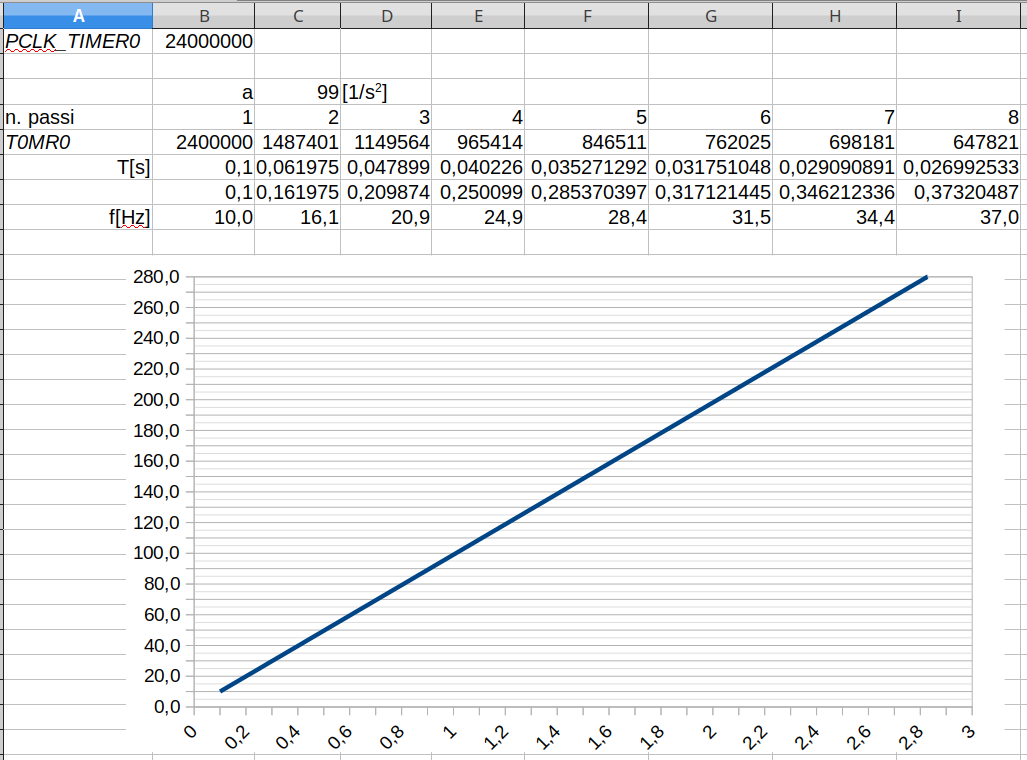 A B C D E F G H I
PCLK_TIMER0 24000000
a 99 [1/s²]
n. passi 1 2 3 4 5 6 7 8
T0MR0 2400000 1487401 1149564 965414 846511 762025 698181 647821
T[s] 0,1 0,061975 0,047899 0,040226 0,035271292 0,031751048 0,029090891 0,026992533
0,1 0,161975 0,209874 0,250099 0,285370397 0,317121445 0,346212336 0,37320487
f[Hz] 10,0 16,1 20,9 24,9 28,4 31,5 34,4 37,0
280,0
260,0
240,0
220,0
200,0
180,0
160,0
140,0
120,0
100,0
80,0
60,0
40,0
20,0
0,0
0 0,2 0,4 0,6 0,8 1 1,2 1,4 1,6 1,8 2 2,2 2,4 2,6 2,8 3